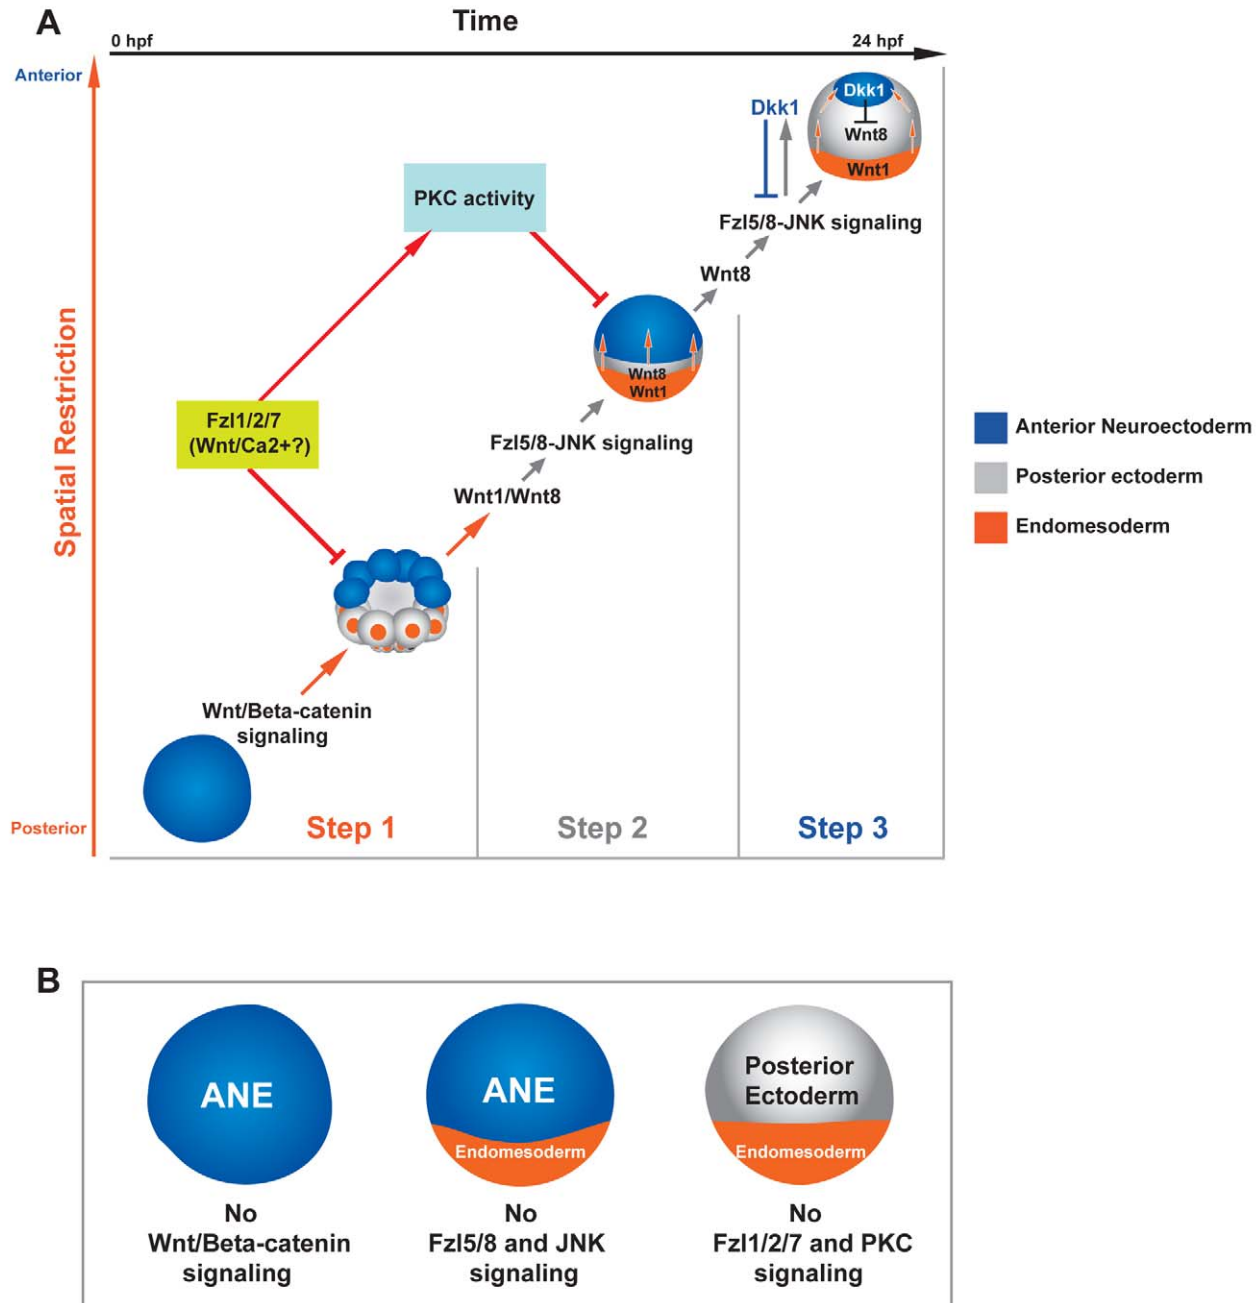 A
Time
0 hpf
24 hpf
Anterior
Dkk1
Dkk1
Wnt8
Wnt1
PKC activity
Fzl5/8-JNK signaling
Wnt8
Spatial Restriction
Wnt8
Wnt1
Fzl1/2/7
(Wnt/Ca2+?)
Fzl5/8-JNK signaling
Wnt1/Wnt8
Anterior Neuroectoderm
Posterior ectoderm
Endomesoderm
Wnt/Beta-catenin
signaling
Posterior
Step 1
Step 2
Step 3
B
ANE
No
Wnt/Beta-catenin
signaling
ANE
Endomesoderm
No
Fzl5/8 and JNK
signaling
Posterior
Ectoderm
Endomesoderm
No
Fzl1/2/7 and PKC
signaling